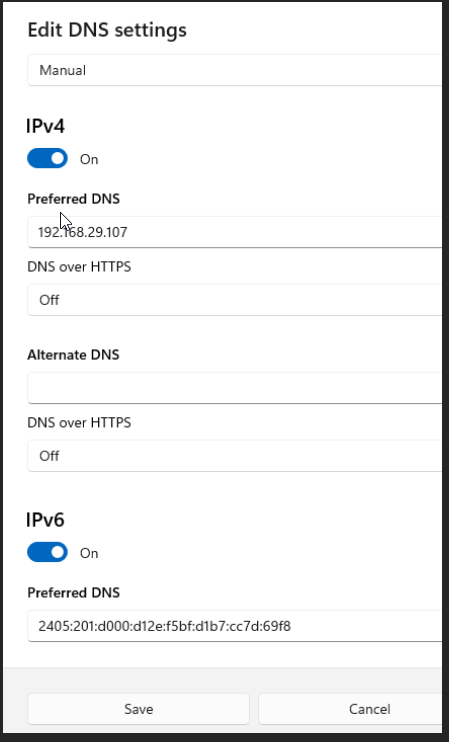 Edit DNS settings
Manual
IPv4
On
Preferred DNS
192.168.29.107
DNS over HTTPS
Off
Alternate DNS
DNS over HTTPS
Off
IPv6
On
Preferred DNS
2405:201:d000:d12e:f5bf:d1b7:cc7d:69f8
Save
Cancel